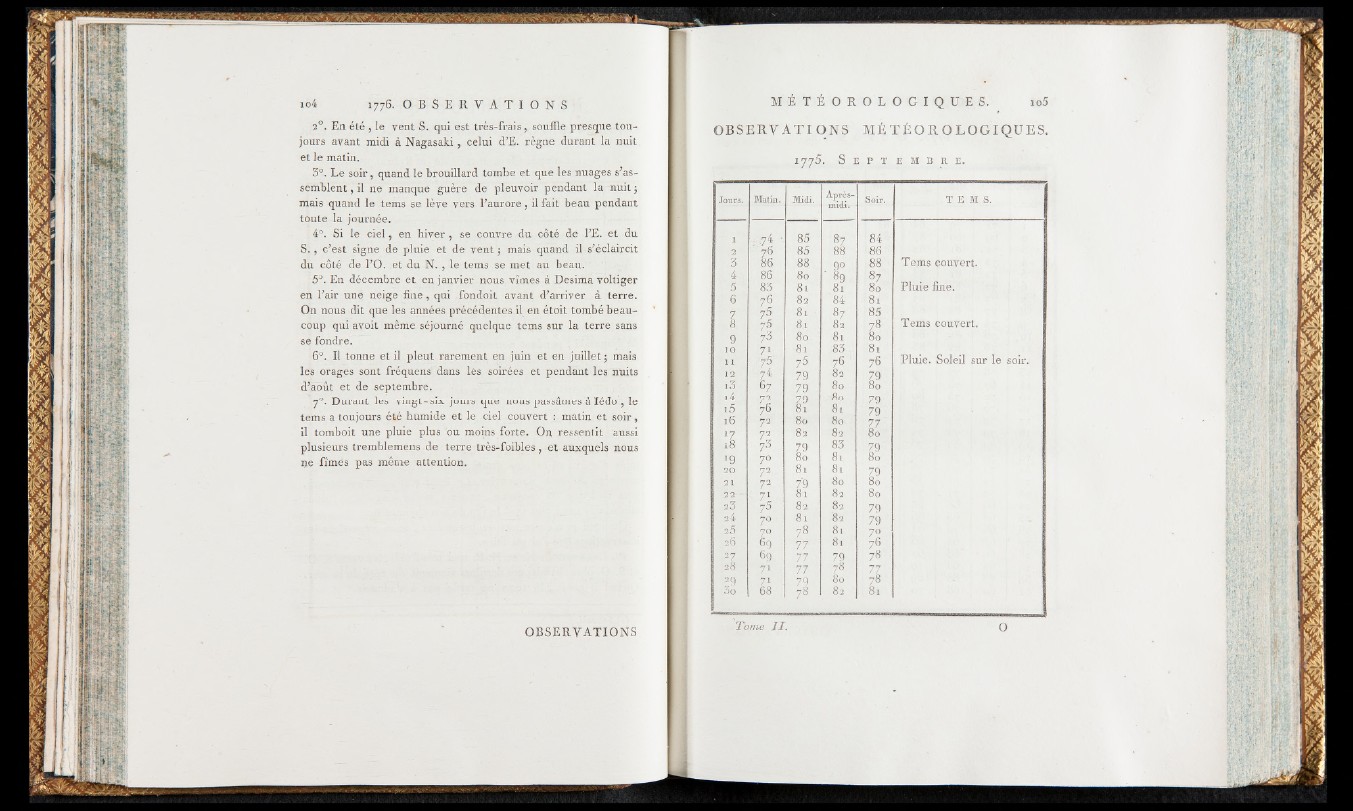 104 1776. OBSERVATIONS
2°. En été, le vent S. qui est très-frais, souffle presque tou-
jours avant midi à Nagasaki, celui d'E. règne durant la nuit
et le matin.
3°. Le soir, quand le brouillard tombe et que les nuages s'as-
semblent, il ne manque guère de pleuvoir pendant la nuit;
mais quand le tems se lève vers l'aurore, il fait beau pendant
toute la journée.
4°. Si le ciel, en hiver, se couvre du côté de l'E. et du
S., c'est signe de pluie et de vent; mais quand il s'éclaircit
du côté de l'O. et du N., le tems se met au beau.
5°. En décembre et en janvier nous vîmes à Desima voltiger
en l'air une neige fine, qui fondoit avant d'arriver à terre.
On nous dit que les années précédentes il en étoit tombé beau-
coup qui avoit même séjourné quelque tems sur la terre sans
se fondre.
6°. Il tonne et il pleut rarement en juin et en juillet; mais
les orages sont fréquens dans les soirées et pendant les nuits
d'août et de septembre.
7°. Durant les vingt-six jours que nous passâmes à Iédo, le
tems a toujours été humide et le ciel couvert : matin et soir,
il tomboit une pluie plus ou moins forte. On ressentit aussi
plusieurs tremblemens de terre très-foibles, et auxquels nous
ne fîmes pas même attention.
OBSERVATIONS
MÉTÉOROLOGIQUES. 105
OBSERVATIONS MÉTÉOROLOGIQUES.
1775. SEPTEMBRE.
Jours. Matin. Midi. Après-midi. Soir. TEMS.
1 74 85 87 84
2 76 85 88 86
3 86 88 90 88 Tems couvert.
4 86 80 89 87
5 83 81 81 80 Pluie fine.
6 76 82 84 81
7 75 81 87 85
8 75 81 82 78 Tems couvert.
9 73 80 81 80
10 71 81 83 81
11 75 75 76 76 Pluie. Soleil sur le soir.
12 74 79 82 79
13 67 79 80 80
14 72 79 80 79
15 76 81 81 79
16 72 80 80 77
17 72 82 82 80
18 73 79 83 79
19 70 80 81 80
20 72 81 81 79
21 72 79 80 80
22 71 81 82 80
23 75 82 82 79
24 70 81 82 79
25 70 78 81 70
26 69 77 81 76
27 69 77 79 78
28 71 77 78 77
29 71 79 80 78
30 68 78 82 81
Tome II. O